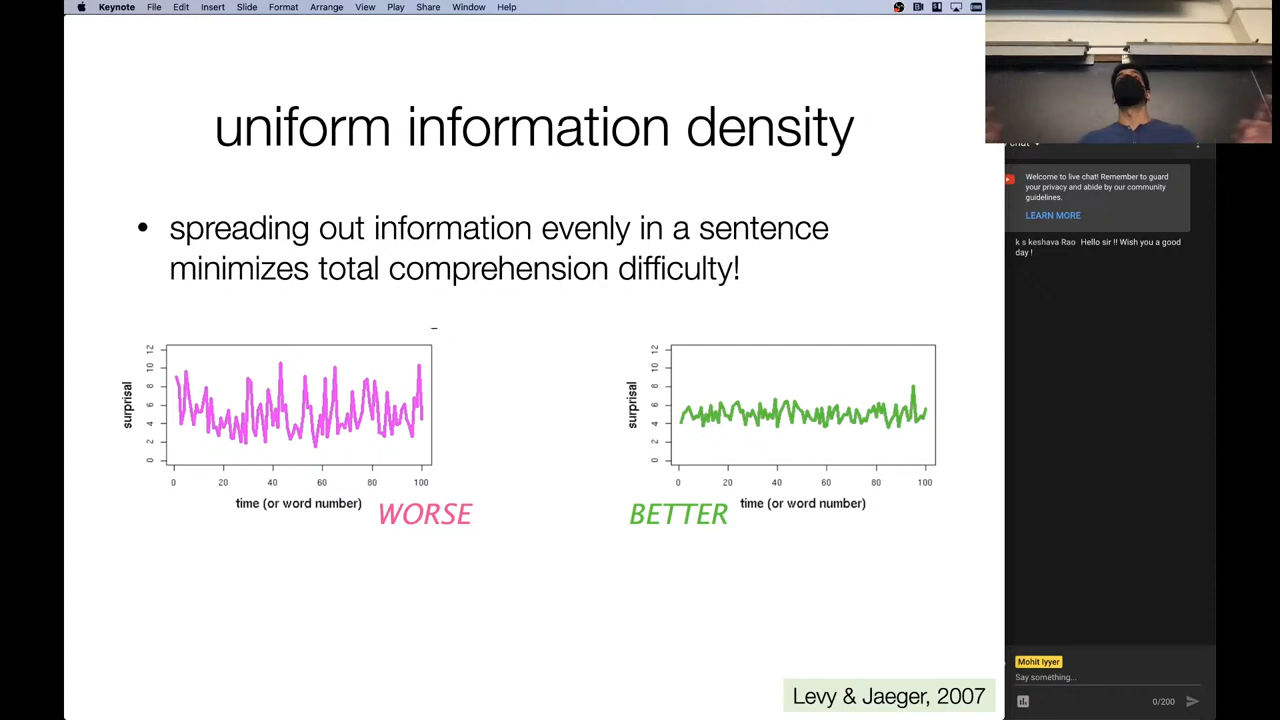 Keynote File Edit Insert Slide Format Arrange View Play Share Window Help
uniform information density
• spreading out information evenly in a sentence
minimizes total comprehension difficulty!
surprisal
12
10
8
6
4
2
0
0 20 40 60 80 100
time (or word number)
WORSE
surprisal
12
10
8
6
4
2
0
0 20 40 60 80 100
time (or word number)
BETTER
Levy & Jaeger, 2007
Welcome to live chat! Remember to guard
your privacy and abide by our community
guidelines.
LEARN MORE
k s keshava Rao Hello sir !! Wish you a good
day !
Mohit Iyyer
Say something...
0/200